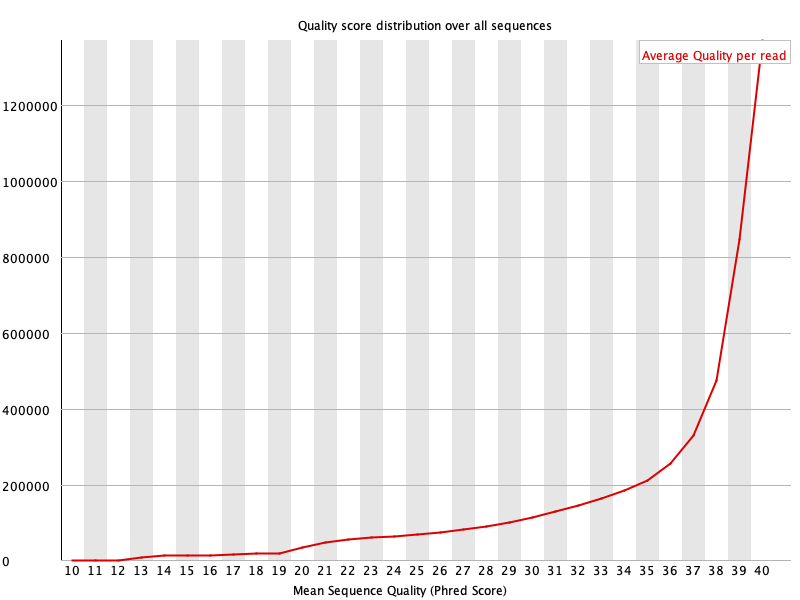 Quality score distribution over all sequences
Average Quality per read
1200000
1000000
800000
600000
400000
200000
0
10 11 12 13 14 15 16 17 18 19 20 21 22 23 24 25 26 27 28 29 30 31 32 33 34 35 36 37 38 39 40
Mean Sequence Quality (Phred Score)